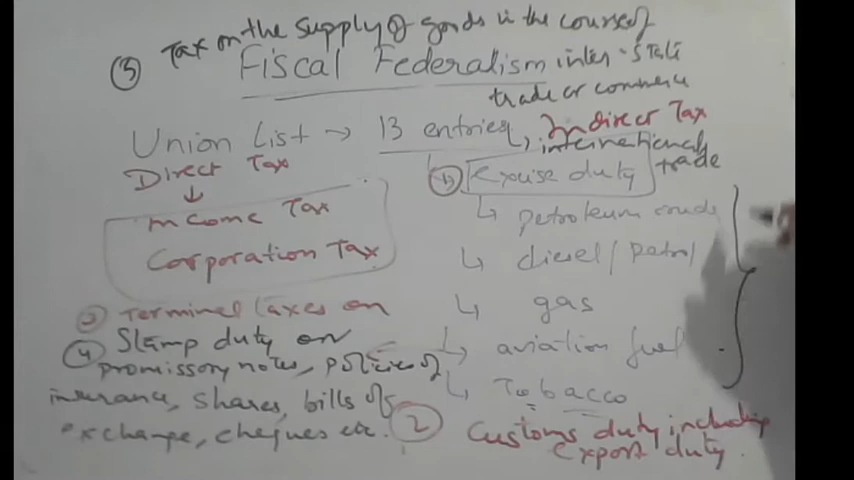 ⑤ Tax on the supply of goods in the course of
Fiscal Federalism inter-State
trade or commerce
Union List → 13 entries
Indirect Tax
international
trade
Direct Tax
↓
Income Tax
Corporation Tax
① Excise duty
↳ petroleum crude
↳ diesel/petrol
↳ gas
↳ aviation fuel
↳ Tobacco
② Customs duty including
export duty.
③ Terminal taxes on
④ Stamp duty on
promissory notes, policies of
insurance, shares, bills of
exchange, cheques etc.